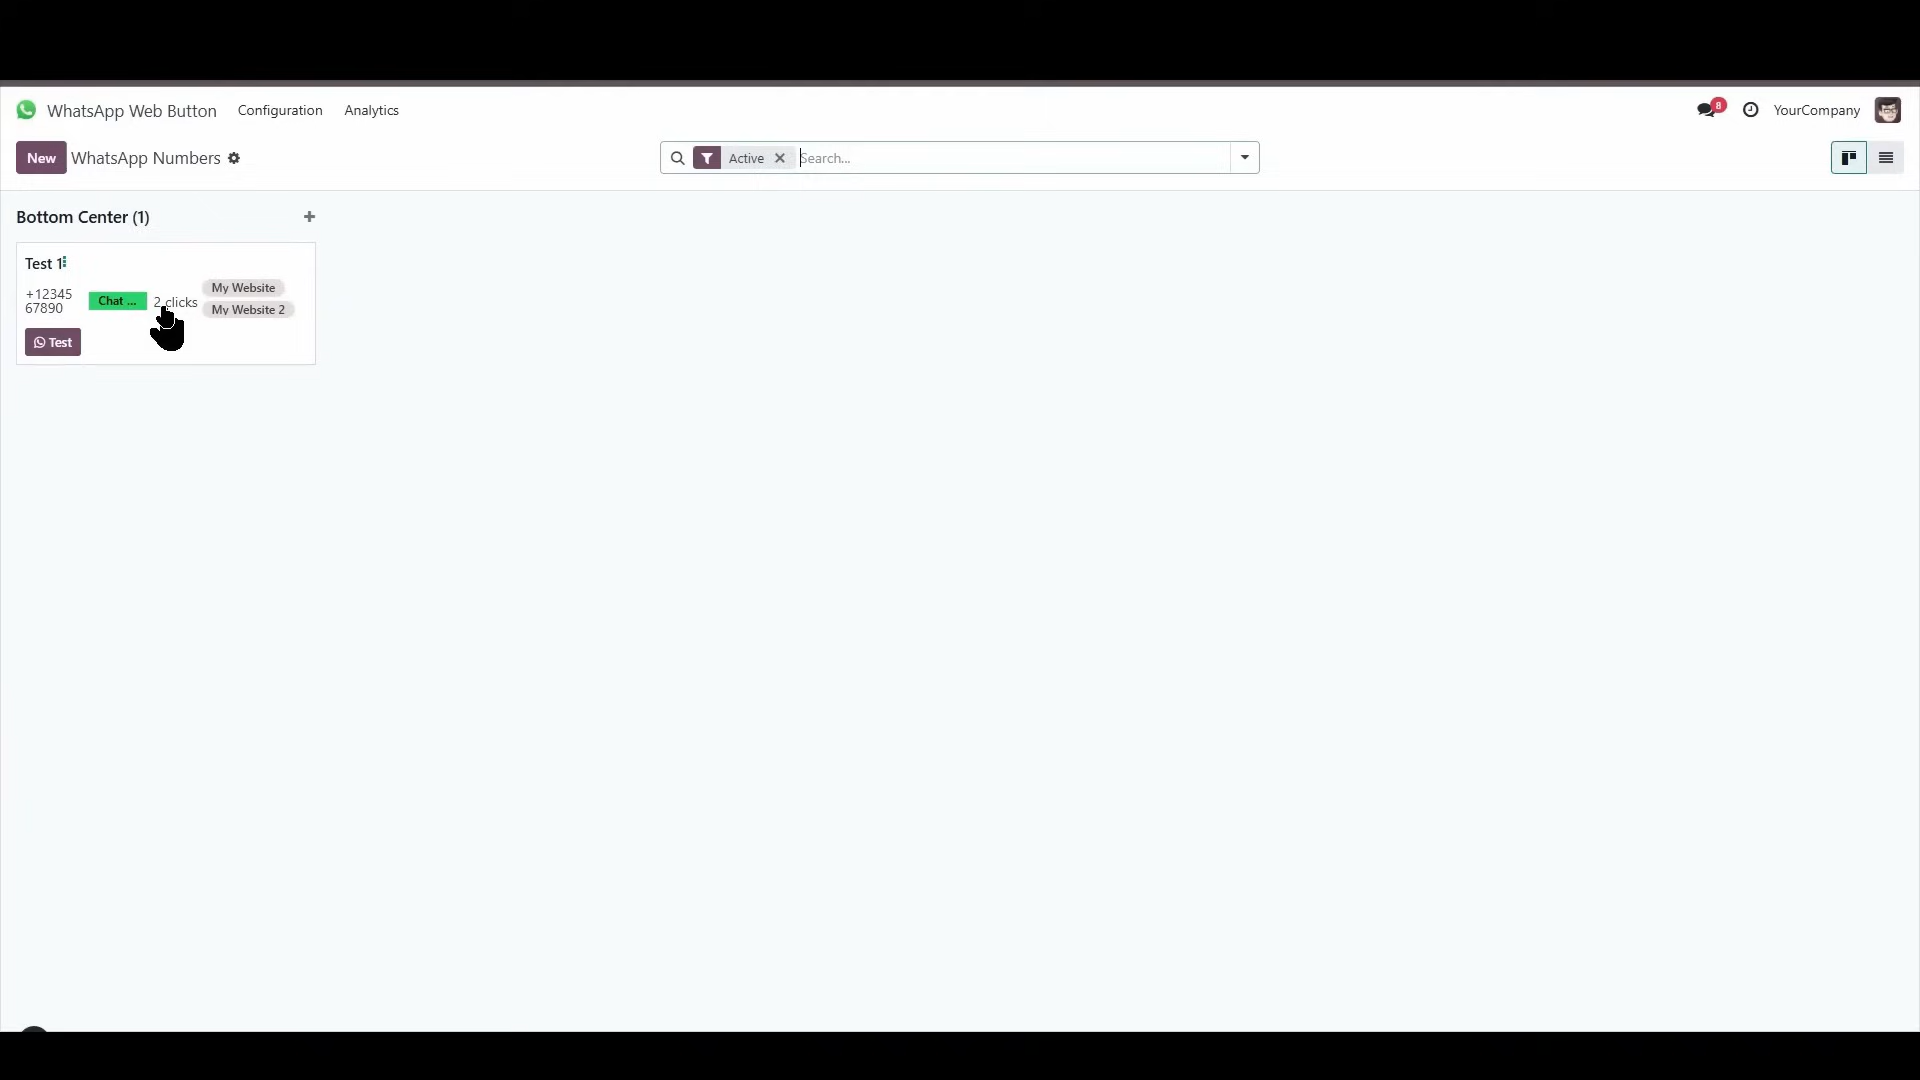 WhatsApp Web Button Configuration Analytics 8 YourCompany
New WhatsApp Numbers Active Search...
Bottom Center (1)
Test 1
+12345
67890
Chat ...
2 clicks
My Website
My Website 2
Test